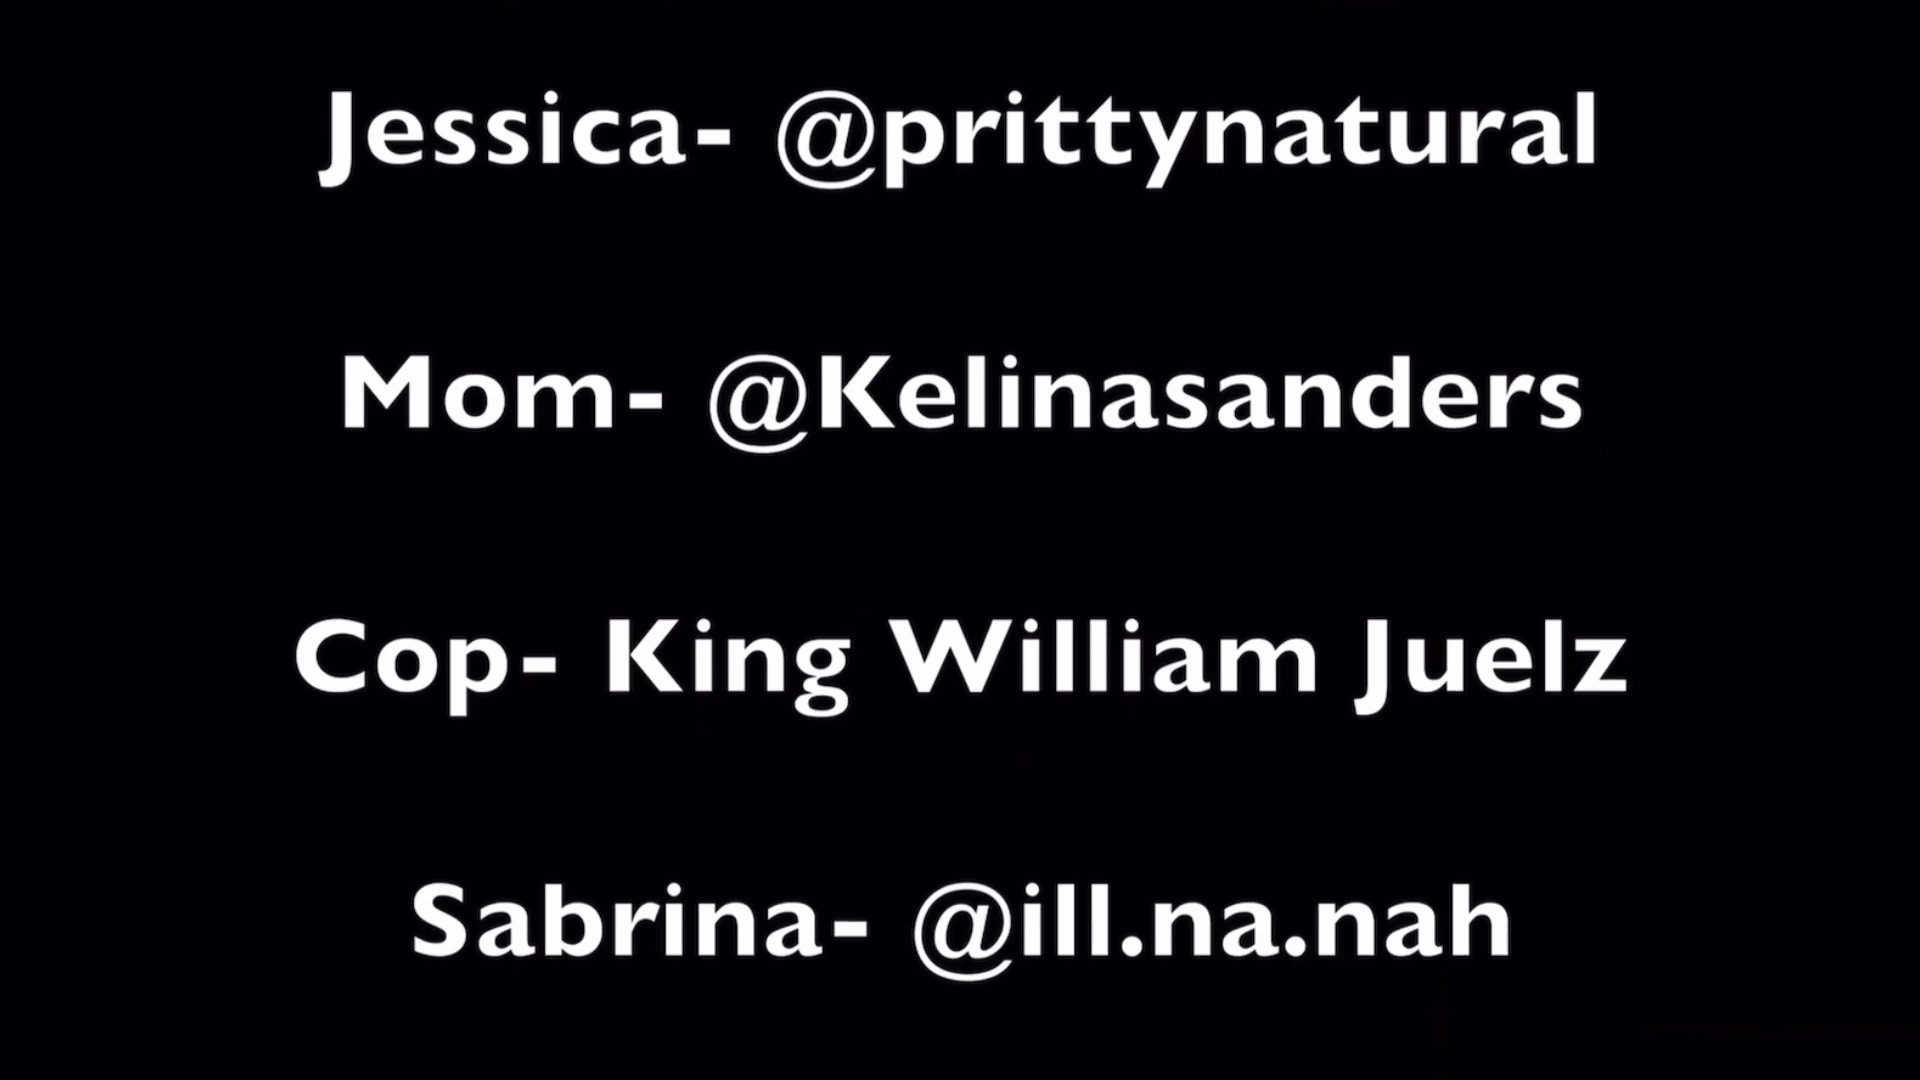 Jessica- @prittynatural
Mom- @Kelinasanders
Cop- King William Juelz
Sabrina- @ill.na.nah